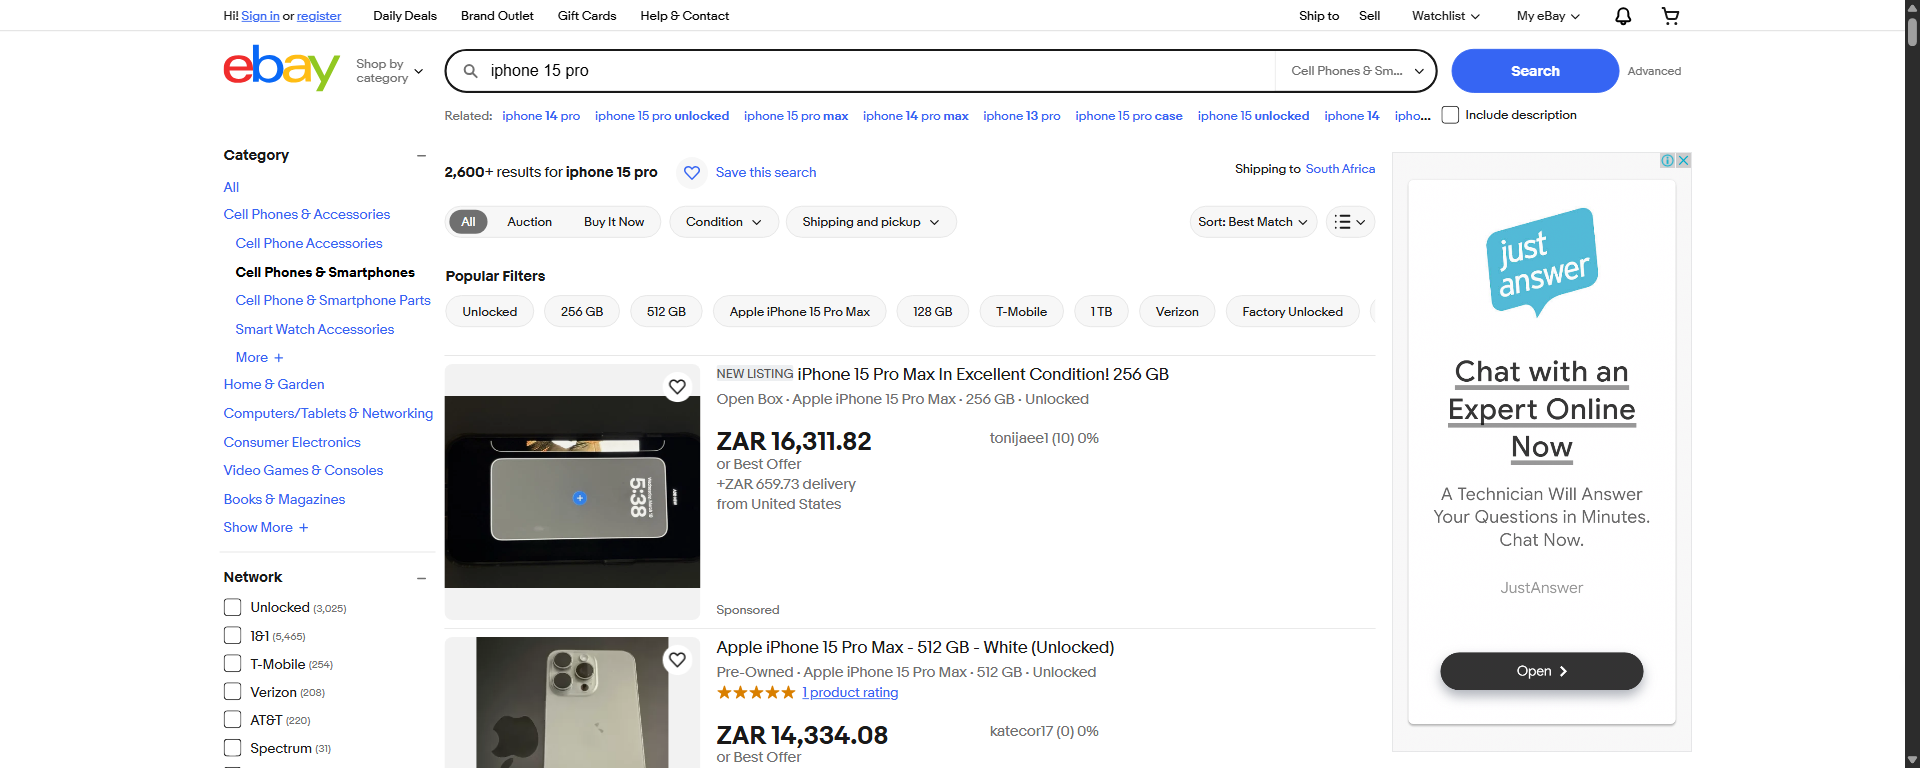 Hi! Sign in or register
Daily Deals
Brand Outlet
Gift Cards
Help & Contact
Ship to
Sell
Watchlist
My eBay
ebay
Shop by
category
iphone 15 pro
Cell Phones & Sm...
Search
Advanced
Related: iphone 14 pro iphone 15 pro unlocked iphone 15 pro max iphone 14 pro max iphone 13 pro iphone 15 pro case iphone 15 unlocked iphone 14 ipho...
Include description
Category
All
Cell Phones & Accessories
Cell Phone Accessories
Cell Phones & Smartphones
Cell Phone & Smartphone Parts
Smart Watch Accessories
More +
Home & Garden
Computers/Tablets & Networking
Consumer Electronics
Video Games & Consoles
Books & Magazines
Show More +
Network
Unlocked (3,025)
1&1 (5,465)
T-Mobile (254)
Verizon (208)
AT&T (220)
Spectrum (31)
2,600+ results for iphone 15 pro
Save this search
Shipping to South Africa
All
Auction
Buy It Now
Condition
Shipping and pickup
Sort: Best Match
Popular Filters
Unlocked
256 GB
512 GB
Apple iPhone 15 Pro Max
128 GB
T-Mobile
1 TB
Verizon
Factory Unlocked
NEW LISTING iPhone 15 Pro Max In Excellent Condition! 256 GB
Open Box · Apple iPhone 15 Pro Max · 256 GB · Unlocked
ZAR 16,311.82
or Best Offer
+ZAR 659.73 delivery
from United States
tonijaee1 (10) 0%
Sponsored
5:38
Apple iPhone 15 Pro Max - 512 GB - White (Unlocked)
Pre-Owned · Apple iPhone 15 Pro Max · 512 GB · Unlocked
1 product rating
ZAR 14,334.08
or Best Offer
katecor17 (0) 0%
just
answer
Chat with an
Expert Online
Now
A Technician Will Answer
Your Questions in Minutes.
Chat Now.
JustAnswer
Open